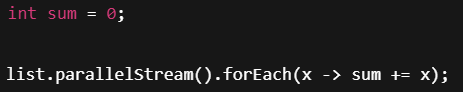 int sum = 0;
list.parallelStream().forEach(x -> sum += x);